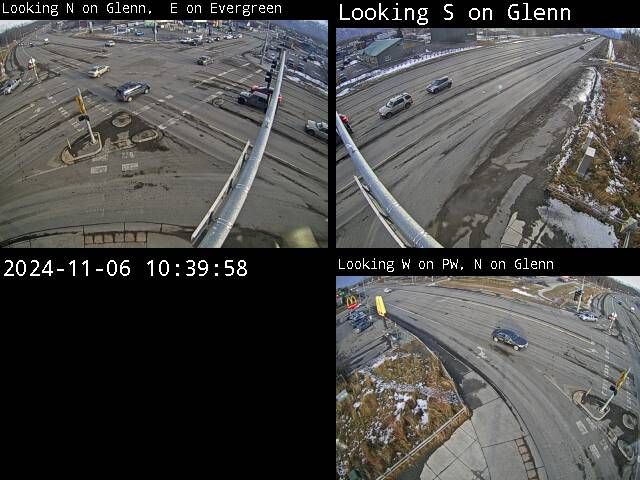 Looking N on Glenn, E on Evergreen
Looking S on Glenn
2024-11-06 10:39:58
Looking W on PW, N on Glenn